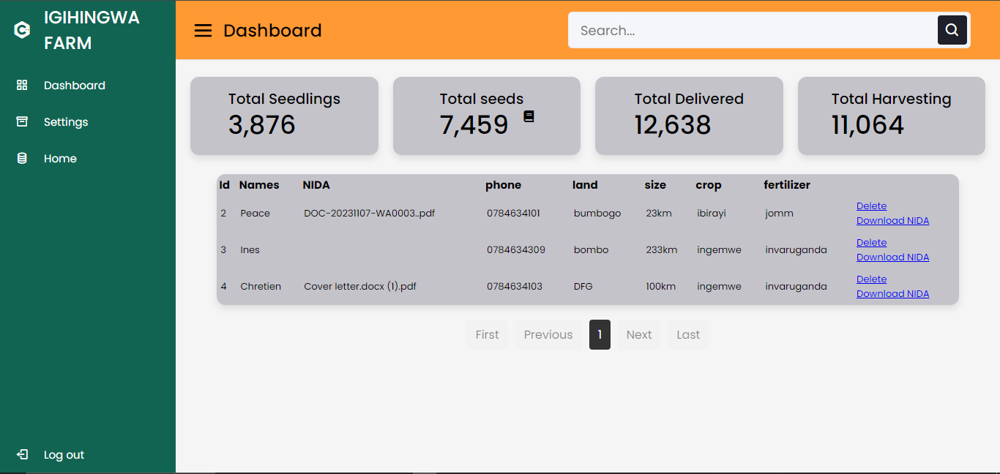 IGIHINGWA
FARM
Dashboard
Settings
Home
Log out
Dashboard
Search...
Total Seedlings
3,876
Total seeds
7,459
Total Delivered
12,638
Total Harvesting
11,064
Id Names NIDA phone land size crop fertilizer
2 Peace DOC-20231107-WA0003..pdf 0784634101 bumbogo 23km ibirayi jomm Delete
Download NIDA
3 Ines 0784634309 bombo 233km ingemwe invaruganda Delete
Download NIDA
4 Chretien Cover letter.docx (1).pdf 0784634103 DFG 100km ingemwe invaruganda Delete
Download NIDA
First Previous 1 Next Last